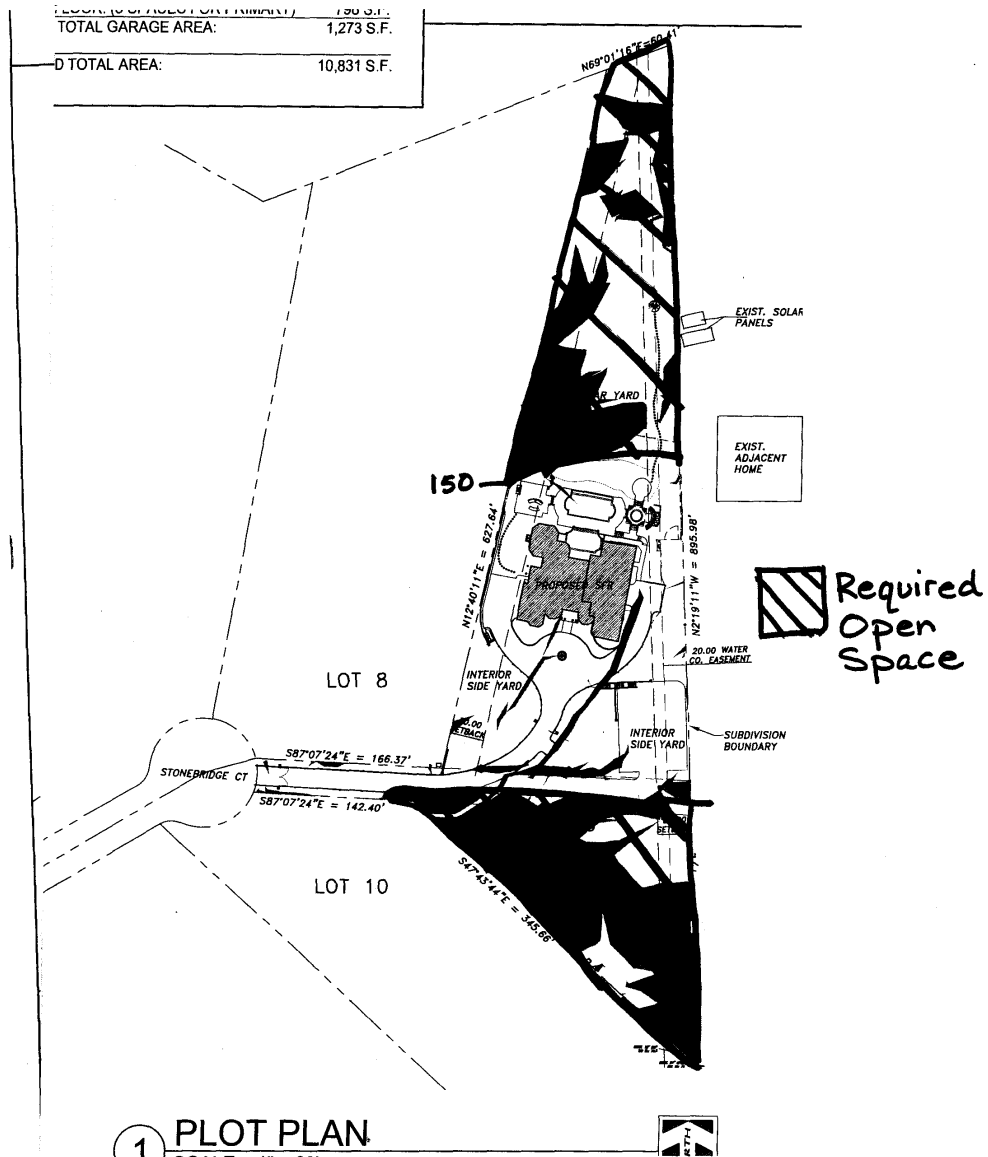 TOTAL GARAGE AREA: 1,273 S.F.
D TOTAL AREA: 10,831 S.F.
N69°01'16"E=60.41'
EXIST. SOLAR
PANELS
R YARD
EXIST.
ADJACENT
HOME
150
N12°40'11"E = 627.64'
N2°19'11"W = 895.98'
PROPOSED SFR
Required
Open
Space
20.00 WATER
CO. EASEMENT
LOT 8
INTERIOR
SIDE YARD
SETBACK
INTERIOR
SIDE YARD
SUBDIVISION
BOUNDARY
S87°07'24"E = 166.37'
STONEBRIDGE CT
S87°07'24"E = 142.40'
LOT 10
S47°43'44"E = 345.66'
1 PLOT PLAN